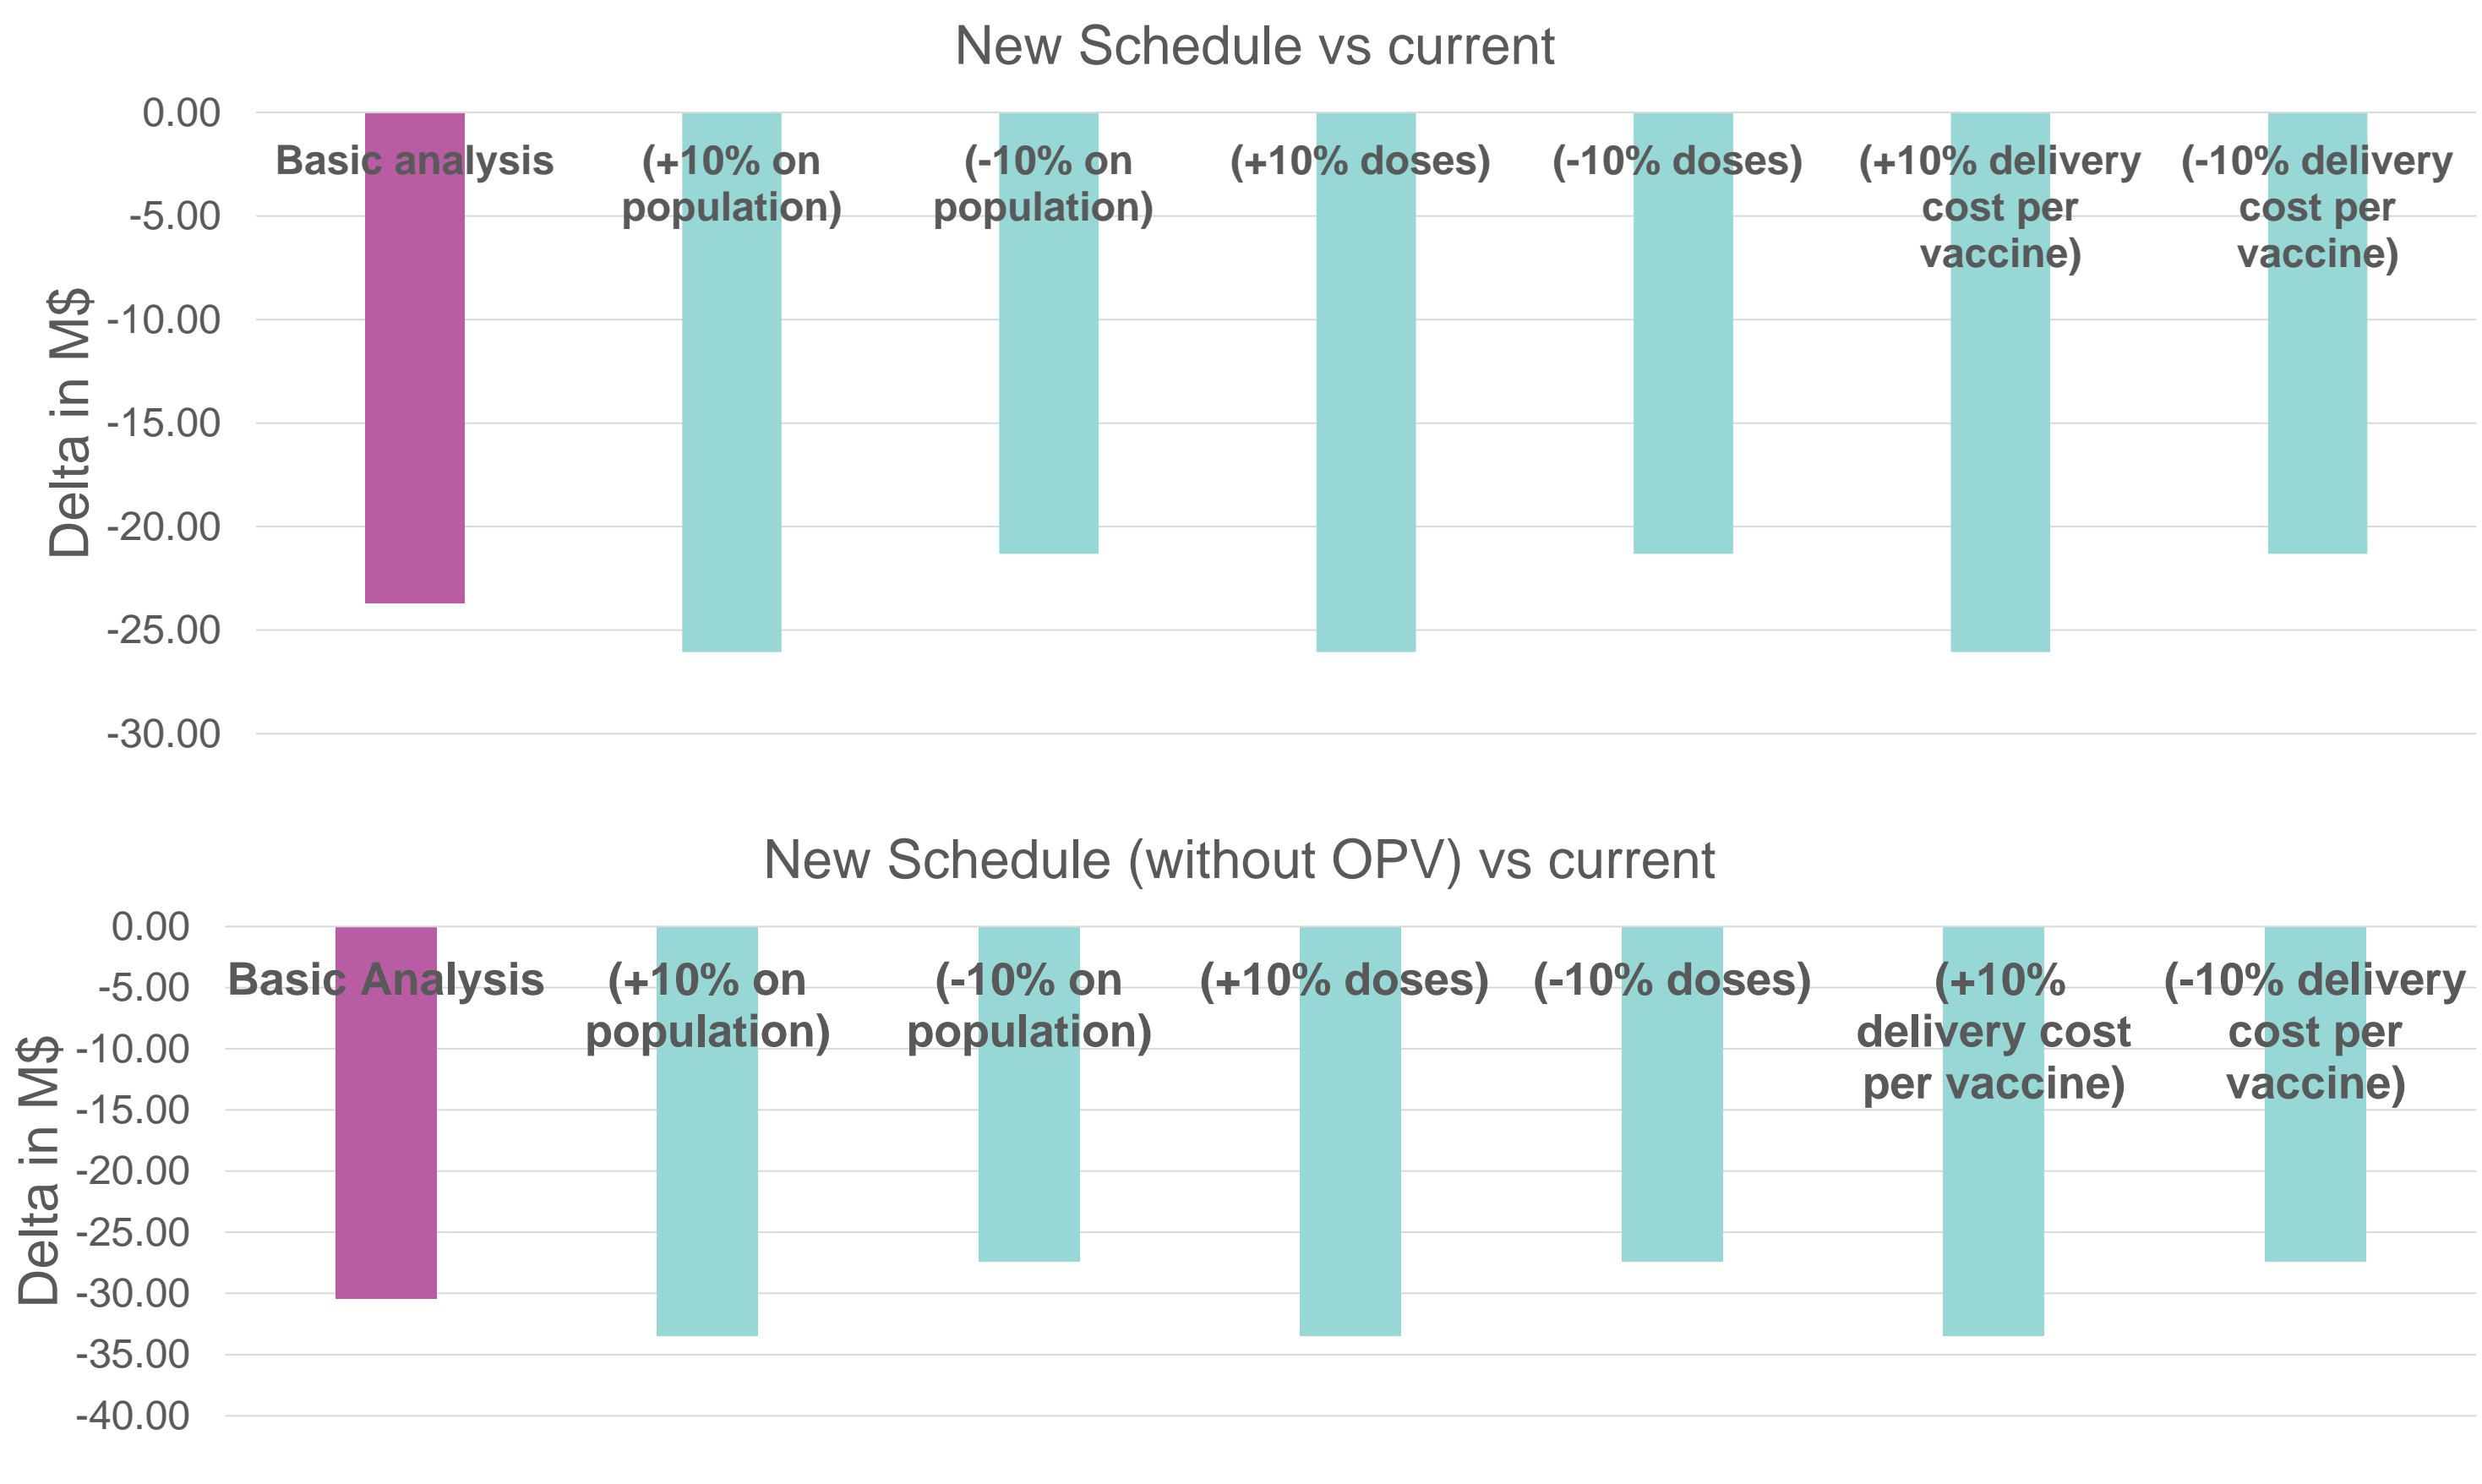 New Schedule vs current
0.00
-5.00
-10.00
-15.00
-20.00
-25.00
-30.00
Delta in M$
Basic analysis
(+10% on
population)
(-10% on
population)
(+10% doses)
(-10% doses)
(+10% delivery
cost per
vaccine)
(-10% delivery
cost per
vaccine)
New Schedule (without OPV) vs current
0.00
-5.00
-10.00
-15.00
-20.00
-25.00
-30.00
-35.00
-40.00
Delta in M$
Basic Analysis
(+10% on
population)
(-10% on
population)
(+10% doses)
(-10% doses)
(+10%
delivery cost
per vaccine)
(-10% delivery
cost per
vaccine)